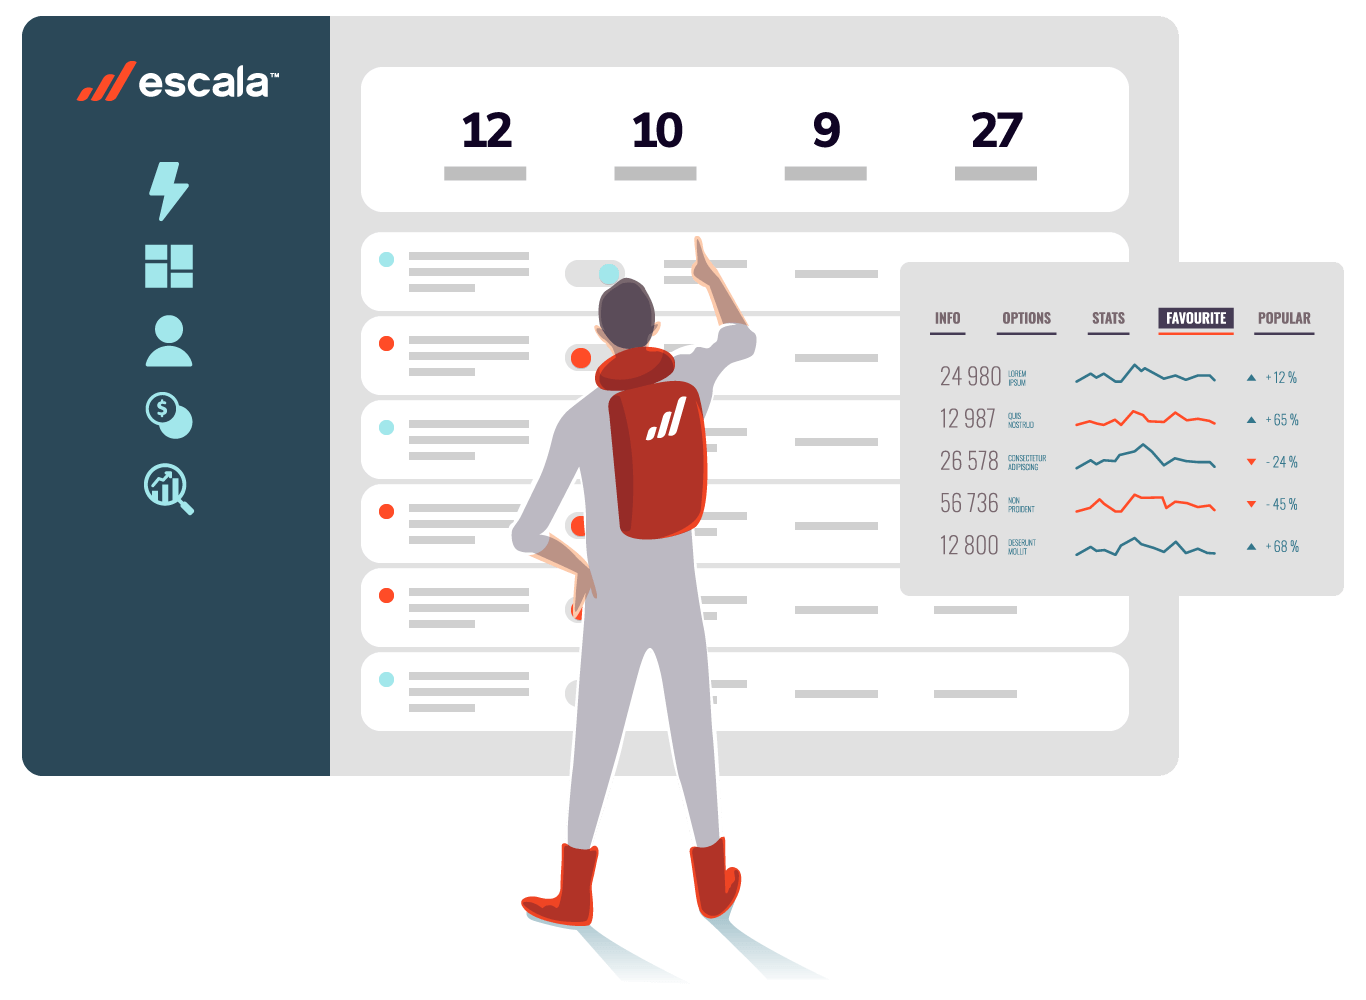 escala™
12 10 9 27
INFO OPTIONS STATS FAVOURITE POPULAR
24 980 LOREM IPSUM +12 %
12 987 QUIS NOSTRUD +65 %
26 578 CONSECTETUR ADIPISCING -24 %
56 736 NON PROIDENT -45 %
12 800 DESERUNT MOLLIT +68 %
$